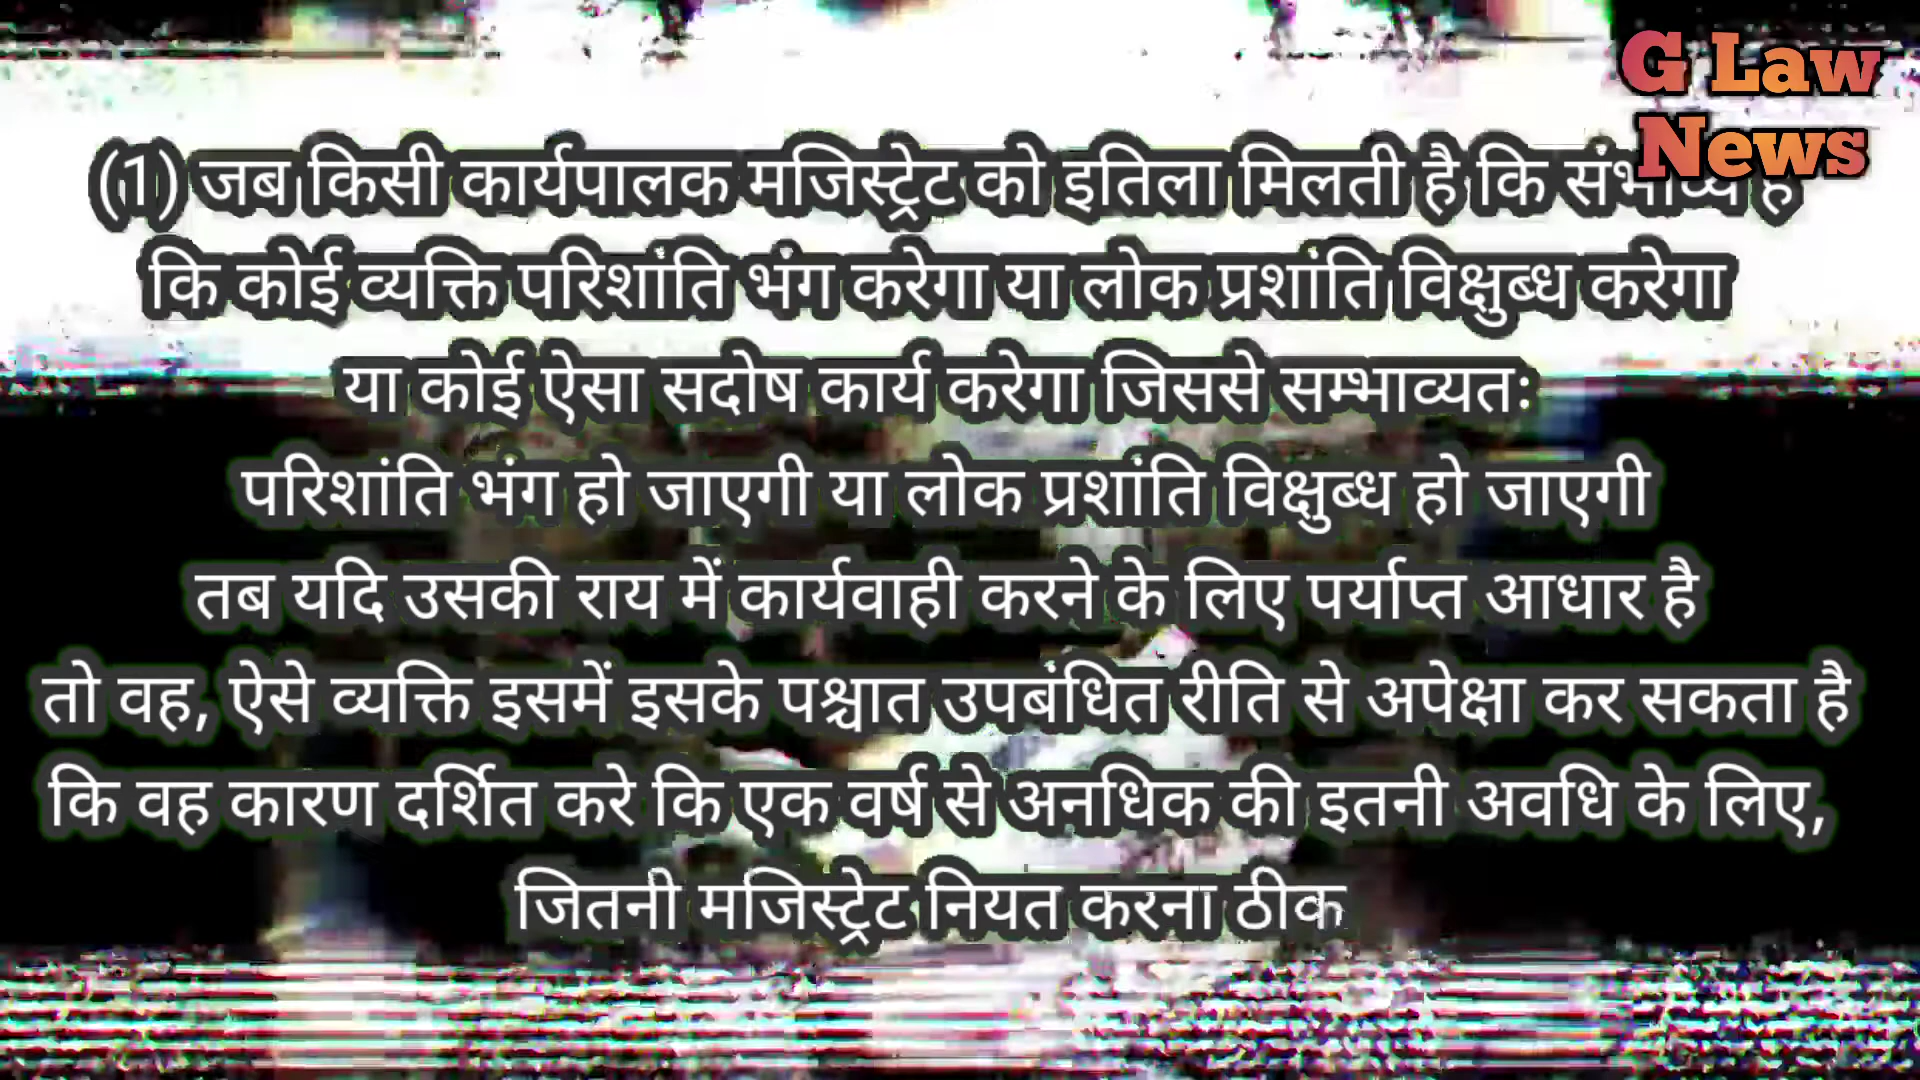 G Law
News
(1) जब किसी कार्यपालक मजिस्ट्रेट को इतिला मिलती है कि संभाव्य है
कि कोई व्यक्ति परिशांति भंग करेगा या लोक प्रशांति विक्षुब्ध करेगा
या कोई ऐसा सदोष कार्य करेगा जिससे सम्भाव्यतः
परिशांति भंग हो जाएगी या लोक प्रशांति विक्षुब्ध हो जाएगी
तब यदि उसकी राय में कार्यवाही करने के लिए पर्याप्त आधार है
तो वह, ऐसे व्यक्ति इसमें इसके पश्चात उपबंधित रीति से अपेक्षा कर सकता है
कि वह कारण दर्शित करे कि एक वर्ष से अनधिक की इतनी अवधि के लिए,
जितनी मजिस्ट्रेट नियत करना ठीक